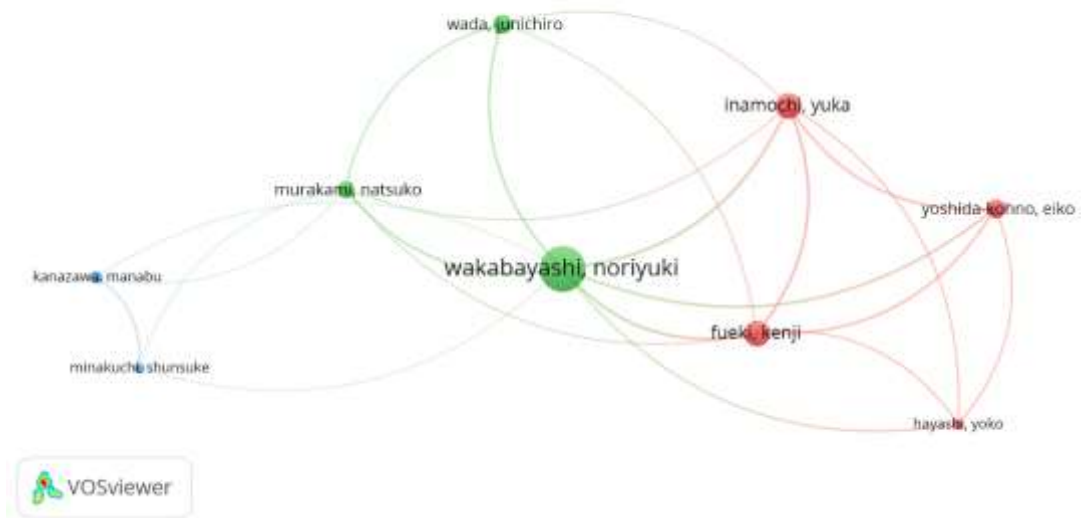 wada, junichiro
inamochi, yuka
murakami, natsuko
yoshida-konno, eiko
wakabayashi, noriyuki
kanazawa, manabu
fueki, kenji
minakuchi, shunsuke
hayashi, yoko
VOSviewer